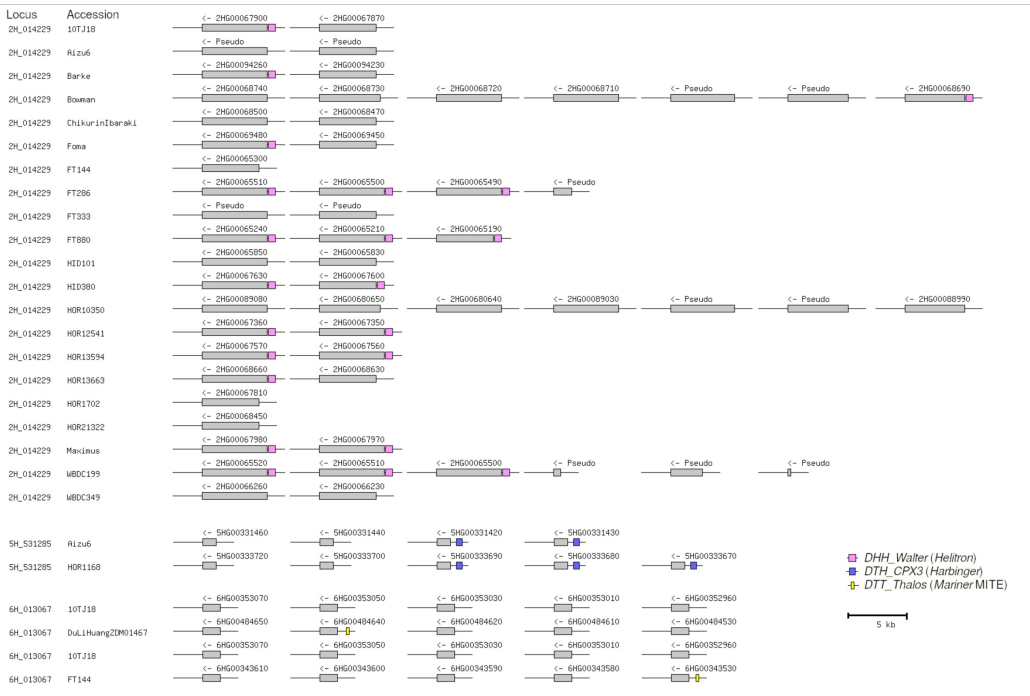 Locus Accession
<- 2HG00067900 <- 2HG00067870
2H_014229 10TJ18
<- Pseudo <- Pseudo
2H_014229 Aizu6
<- 2HG00094260 <- 2HG00094230
2H_014229 Barke
<- 2HG00068740 <- 2HG00068730 <- 2HG00068720 <- 2HG00068710 <- Pseudo <- Pseudo <- 2HG00068690
2H_014229 Bowman
<- 2HG00068500 <- 2HG00068470
2H_014229 ChikurinIbaraki
<- 2HG00069480 <- 2HG00069450
2H_014229 Foma
<- 2HG00065300
2H_014229 FT144
<- 2HG00065510 <- 2HG00065500 <- 2HG00065490 <- Pseudo
2H_014229 FT286
<- Pseudo <- Pseudo
2H_014229 FT333
<- 2HG00065240 <- 2HG00065210 <- 2HG00065190
2H_014229 FT880
<- 2HG00065850 <- 2HG00065830
2H_014229 HID101
<- 2HG00067630 <- 2HG00067600
2H_014229 HID380
<- 2HG00089080 <- 2HG00680650 <- 2HG00680640 <- 2HG00089030 <- Pseudo <- Pseudo <- 2HG00088990
2H_014229 HOR10350
<- 2HG00067360 <- 2HG00067350
2H_014229 HOR12541
<- 2HG00067570 <- 2HG00067560
2H_014229 HOR13594
<- 2HG00068660 <- 2HG00068630
2H_014229 HOR13663
<- 2HG00067810
2H_014229 HOR1702
<- 2HG00068450
2H_014229 HOR21322
<- 2HG00067980 <- 2HG00067970
2H_014229 Maximus
<- 2HG00065520 <- 2HG00065510 <- 2HG00065500 <- Pseudo <- Pseudo <- Pseudo
2H_014229 WBDC199
<- 2HG00066260 <- 2HG00066230
2H_014229 WBDC349
<- 5HG00331460 <- 5HG00331440 <- 5HG00331420 <- 5HG00331430
5H_531285 Aizu6
<- 5HG00333720 <- 5HG00333700 <- 5HG00333690 <- 5HG00333680 <- 5HG00333670
5H_531285 HOR1168
DHH_Walter (Helitron)
DTH_CPX3 (Harbinger)
DTT_Thalos (Mariner MITE)
5 kb
<- 6HG00353070 <- 6HG00353050 <- 6HG00353030 <- 6HG00353010 <- 6HG00352960
6H_013067 10TJ18
<- 6HG00484650 <- 6HG00484640 <- 6HG00484620 <- 6HG00484610 <- 6HG00484530
6H_013067 DuLiHuangZDM01467
<- 6HG00353070 <- 6HG00353050 <- 6HG00353030 <- 6HG00353010 <- 6HG00352960
6H_013067 10TJ18
<- 6HG00343610 <- 6HG00343600 <- 6HG00343590 <- 6HG00343580 <- 6HG00343530
6H_013067 FT144